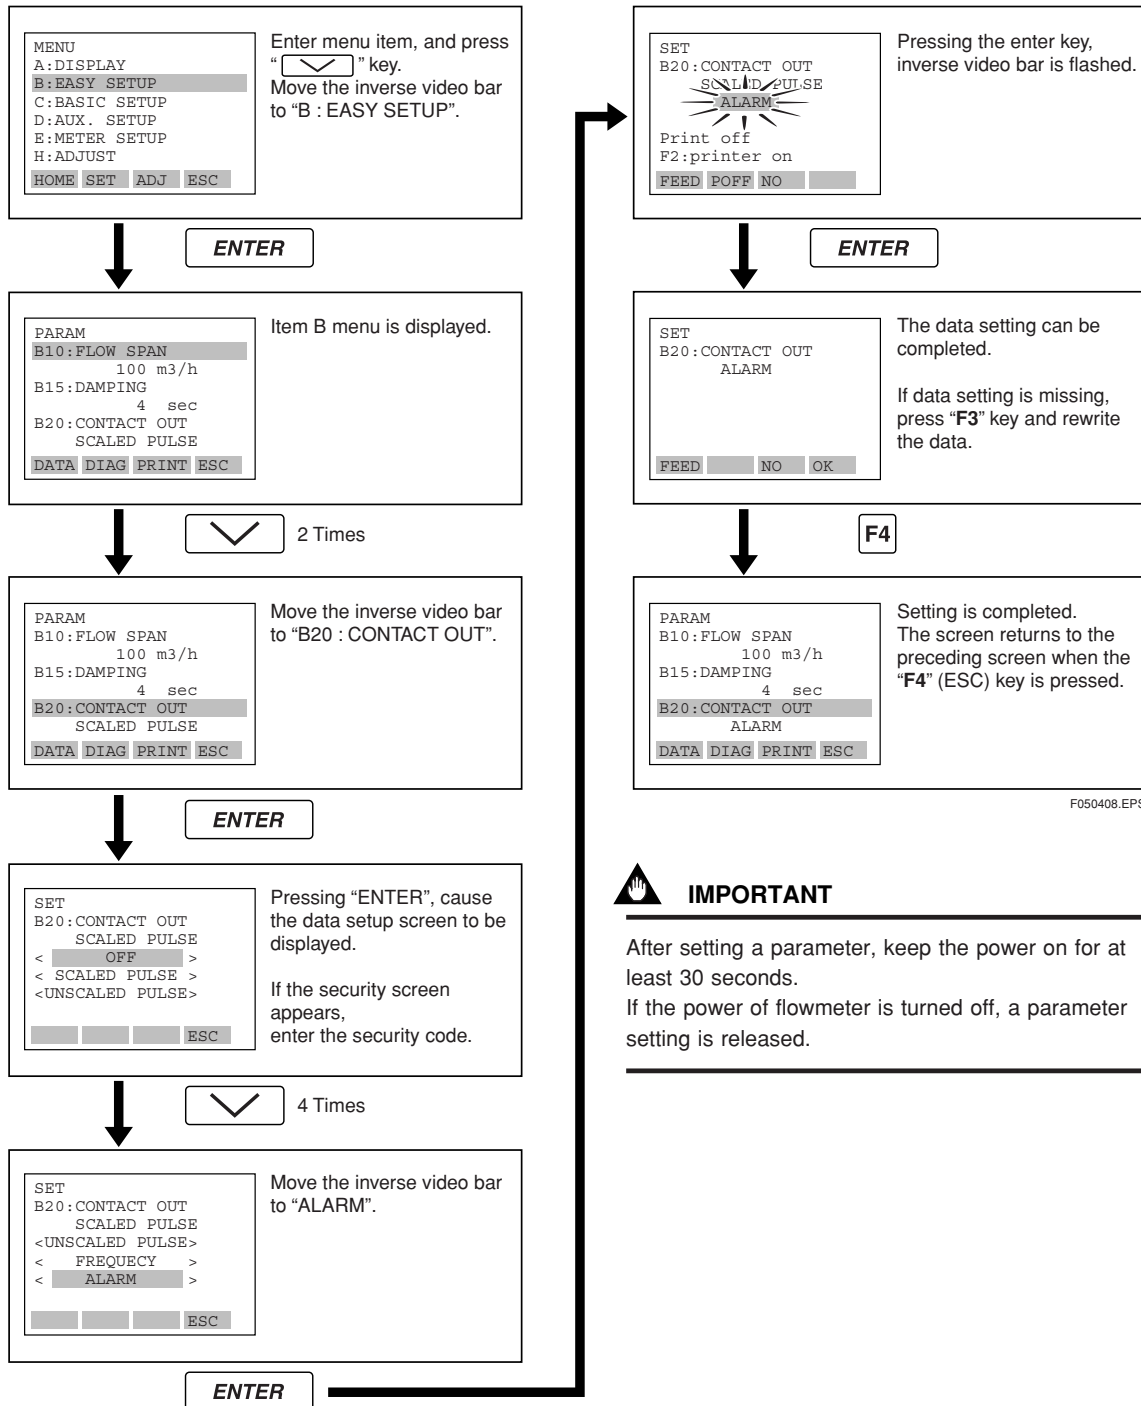 MENU
A:DISPLAY
B:EASY SETUP
C:BASIC SETUP
D:AUX. SETUP
E:METER SETUP
H:ADJUST
HOME SET ADJ ESC
Enter menu item, and press
“ ” key.
Move the inverse video bar
to “B : EASY SETUP”.
ENTER
PARAM
B10:FLOW SPAN
100 m3/h
B15:DAMPING
4 sec
B20:CONTACT OUT
SCALED PULSE
DATA DIAG PRINT ESC
Item B menu is displayed.
2 Times
PARAM
B10:FLOW SPAN
100 m3/h
B15:DAMPING
4 sec
B20:CONTACT OUT
SCALED PULSE
DATA DIAG PRINT ESC
Move the inverse video bar
to “B20 : CONTACT OUT”.
ENTER
SET
B20:CONTACT OUT
SCALED PULSE
< OFF >
< SCALED PULSE >
<UNSCALED PULSE>
ESC
Pressing “ENTER”, cause
the data setup screen to be
displayed.
If the security screen
appears,
enter the security code.
4 Times
SET
B20:CONTACT OUT
SCALED PULSE
<UNSCALED PULSE>
< FREQUECY >
< ALARM >
ESC
Move the inverse video bar
to “ALARM”.
ENTER
SET
B20:CONTACT OUT
SCALED PULSE
ALARM
Print off
F2:printer on
FEED POFF NO
Pressing the enter key,
inverse video bar is flashed.
ENTER
SET
B20:CONTACT OUT
ALARM
FEED NO OK
The data setting can be
completed.
If data setting is missing,
press “F3” key and rewrite
the data.
F4
PARAM
B10:FLOW SPAN
100 m3/h
B15:DAMPING
4 sec
B20:CONTACT OUT
ALARM
DATA DIAG PRINT ESC
Setting is completed.
The screen returns to the
preceding screen when the
“F4” (ESC) key is pressed.
F050408.EPS
IMPORTANT
After setting a parameter, keep the power on for at
least 30 seconds.
If the power of flowmeter is turned off, a parameter
setting is released.